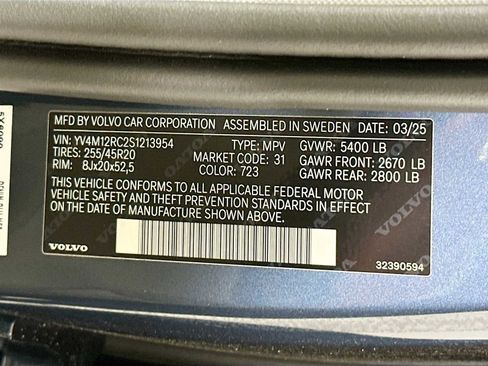 MFD BY VOLVO CAR CORPORATION ASSEMBLED IN SWEDEN 03/25
VIN: YV4M12RC2S1213954 TYPE: MPV GVWR: 5400 LB
TIRES: 255/45R20 MARKET CODE: 31 GAWR FRONT: 2670 LB
RIM: 8Jx20x52,5 COLOR: 723 GAWR REAR: 2800 LB
THIS VEHICLE CONFORMS TO ALL APPLICABLE FEDERAL MOTOR
VEHICLE SAFETY AND THEFT PREVENTION STANDARDS IN EFFECT
ON THE DATE OF MANUFACTURE SHOWN ABOVE.
VOLVO
32390594